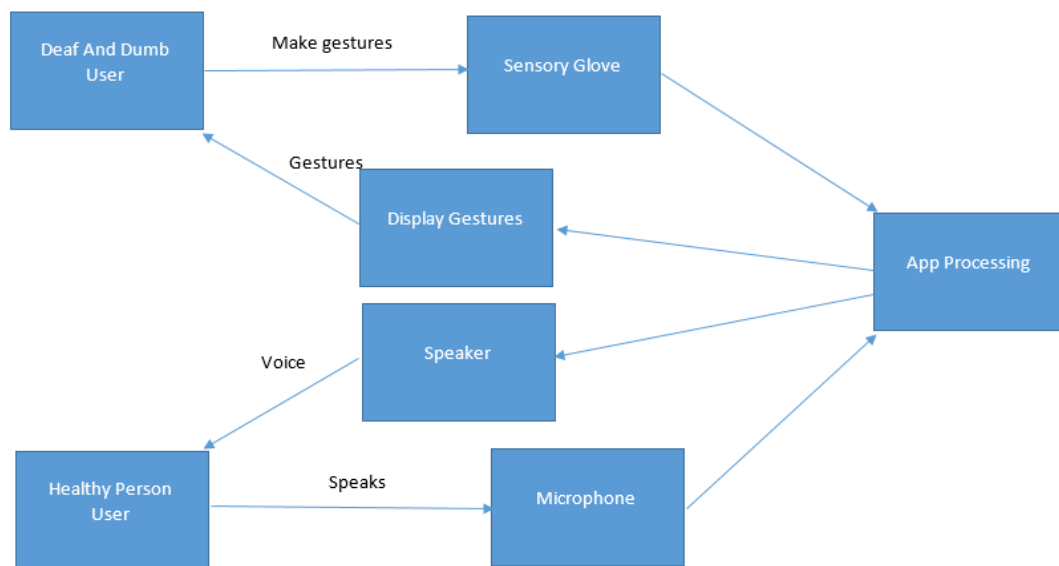 Deaf And Dumb
User
Make gestures
Sensory Glove
Gestures
Display Gestures
App Processing
Speaker
Voice
Healthy Person
User
Speaks
Microphone